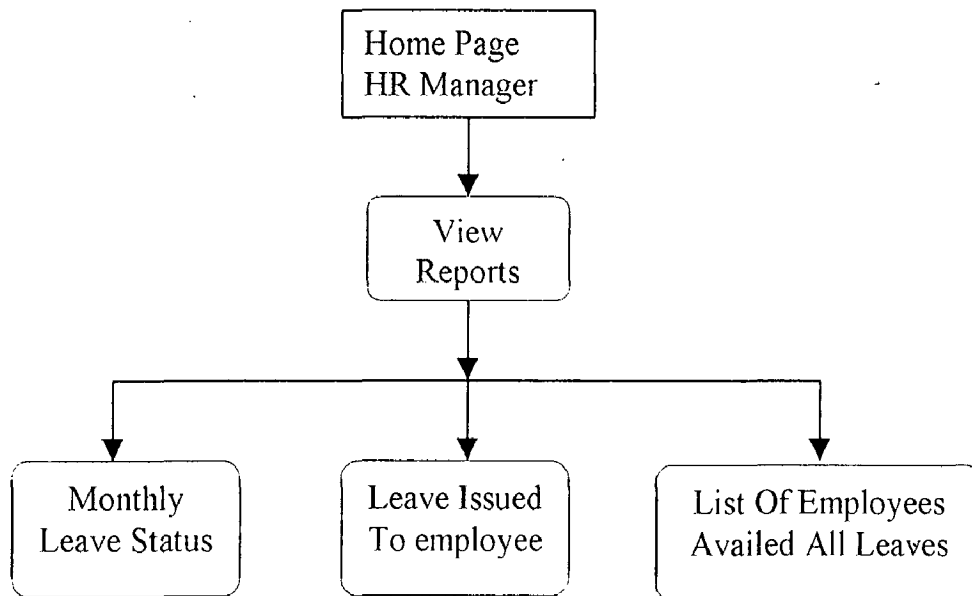 Home Page
HR Manager
View
Reports
Monthly
Leave Status
Leave Issued
To employee
List Of Employees
Availed All Leaves